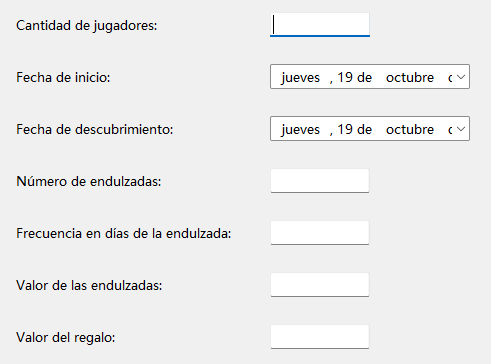 Cantidad de jugadores:
Fecha de inicio: jueves , 19 de octubre
Fecha de descubrimiento: jueves , 19 de octubre
Número de endulzadas:
Frecuencia en días de la endulzada:
Valor de las endulzadas:
Valor del regalo: